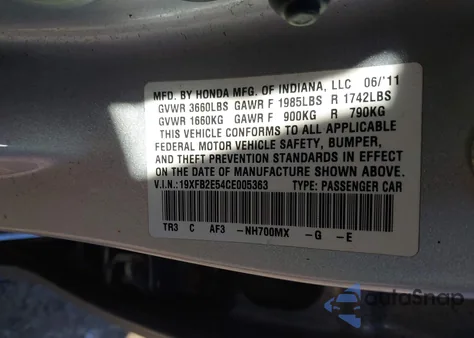 MFD. BY HONDA MFG. OF INDIANA, LLC 06/'11
GVWR 3660LBS GAWR F 1985LBS R 1742LBS
GVWR 1660KG GAWR F 900KG R 790KG
THIS VEHICLE CONFORMS TO ALL APPLICABLE
FEDERAL MOTOR VEHICLE SAFETY, BUMPER,
AND THEFT PREVENTION STANDARDS IN EFFECT
ON THE DATE OF MANUFACTURE SHOWN ABOVE.
V.I.N.:19XFB2E54CE005363 TYPE: PASSENGER CAR
TR3 C AF3 -NH700MX -G -E
autoSnap